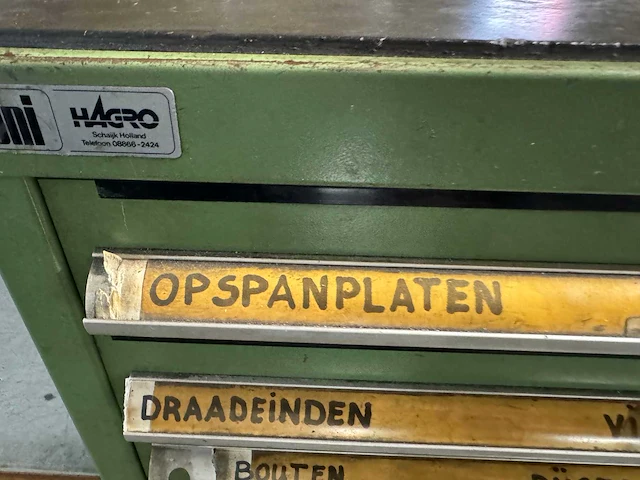 HAGRO
Schaijk Holland
Telefoon 08866-2424
OPSPANPLATEN
DRAADEiNDEN
BOUTEN